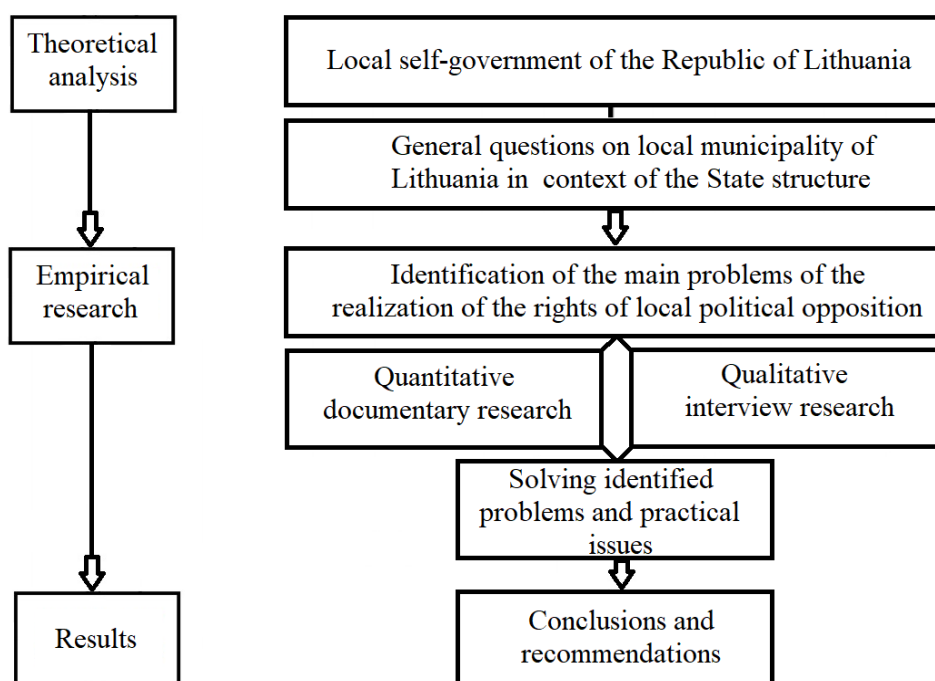 Theoretical
analysis
Local self-government of the Republic of Lithuania
General questions on local municipality of
Lithuania in context of the State structure
Empirical
research
Identification of the main problems of the
realization of the rights of local political opposition
Quantitative
documentary research
Qualitative
interview research
Solving identified
problems and practical
issues
Results
Conclusions and
recommendations